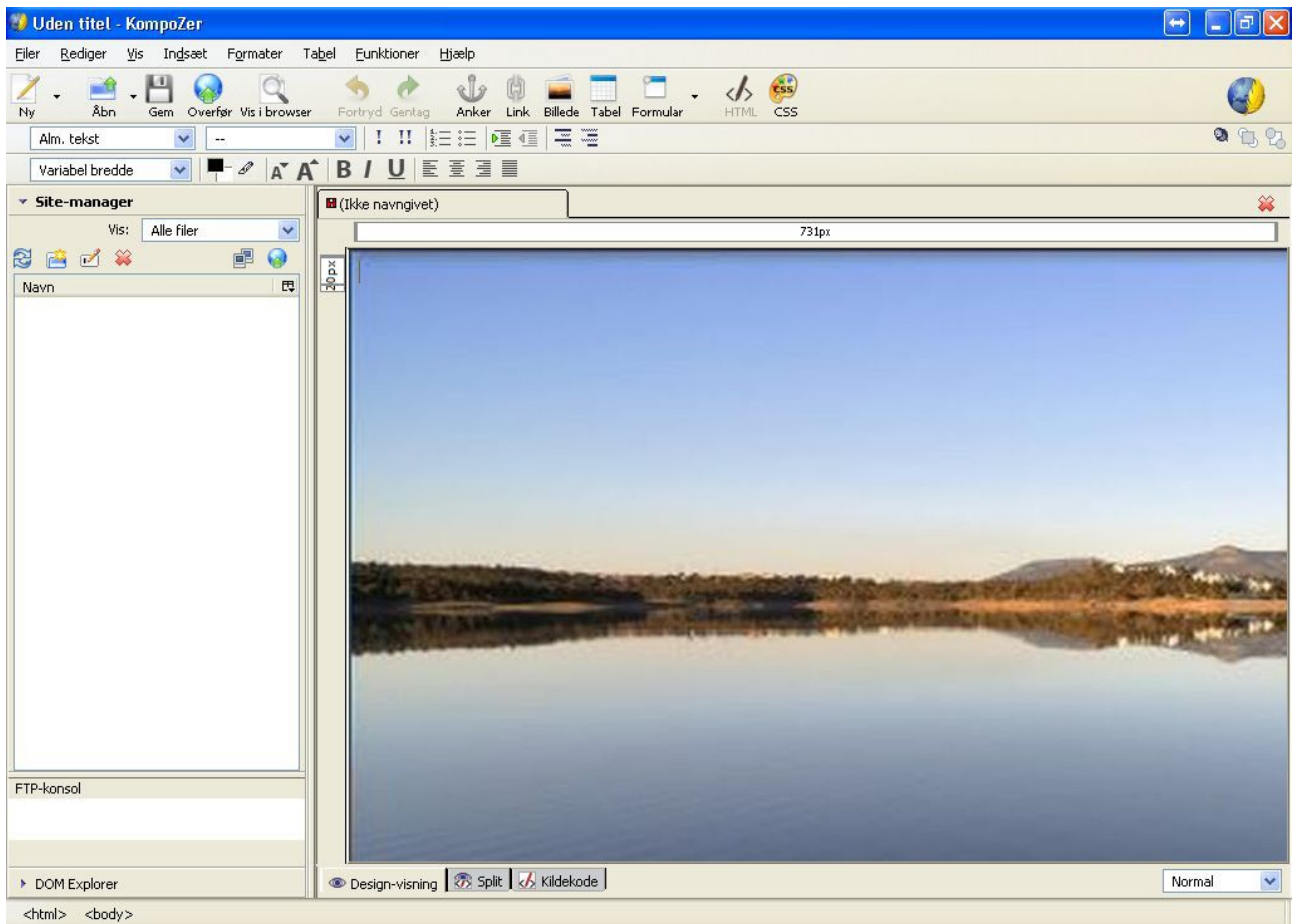 Uden titel - KompoZer
Filer Rediger Vis Indsæt Formater Tabel Funktioner Hjælp
Ny Åbn Gem Overfør Vis i browser Fortryd Gentag Anker Link Billede Tabel Formular HTML CSS
Alm. tekst -- ! !!
Variabel bredde A A B I U
Site-manager
(Ikke navngivet)
Vis: Alle filer
731px
20px
Navn
FTP-konsol
DOM Explorer
Design-visning Split Kildekode Normal
<html> <body>